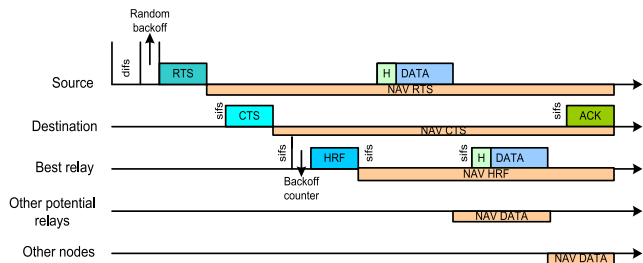 Random
backoff
difs
RTS
H DATA
Source
NAV RTS
sifs
CTS
sifs
ACK
Destination
NAV CTS
sifs
HRF
sifs
sifs
H DATA
Best relay
NAV HRF
Backoff
counter
Other potential
relays
NAV DATA
Other nodes
NAV DATA